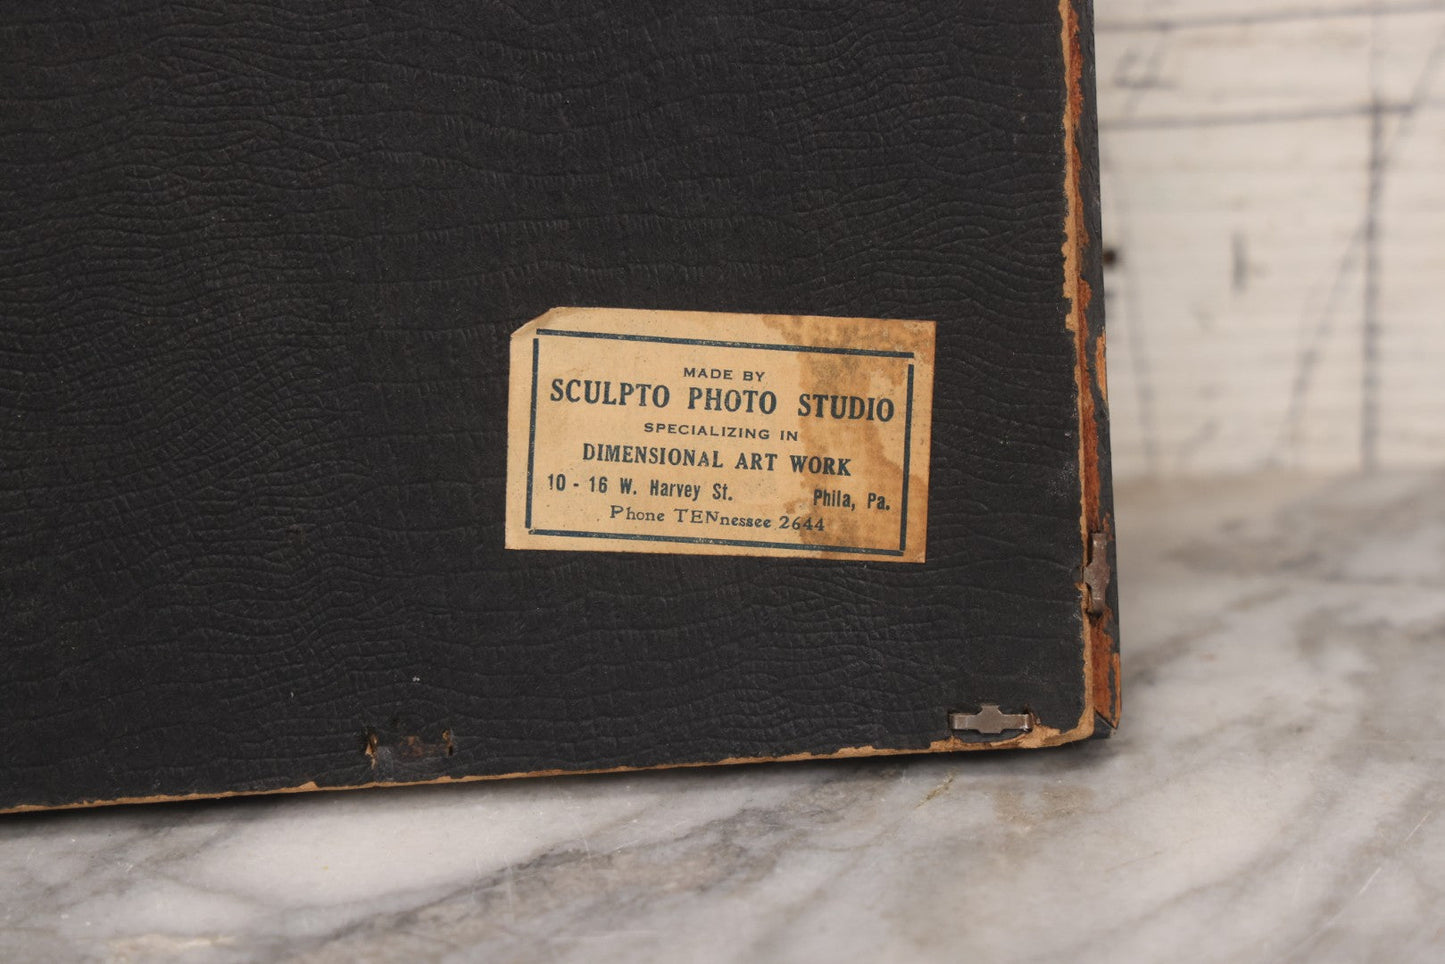 MADE BY
SCULPTO PHOTO STUDIO
SPECIALIZING IN
DIMENSIONAL ART WORK
10 - 16 W. Harvey St. Phila, Pa.
Phone TENnessee 2644